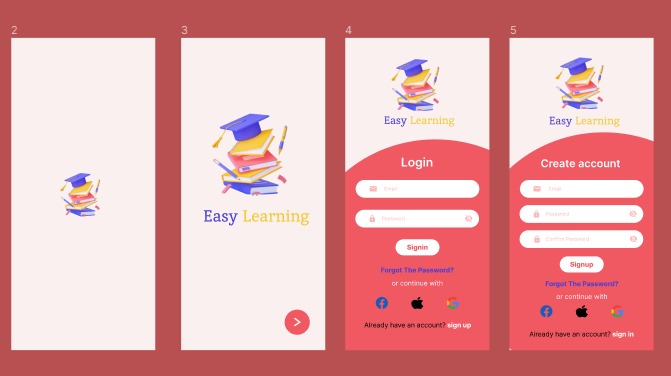 2
3
Easy Learning
4
Easy Learning
Login
Email
Password
Signin
Forgot The Password?
or continue with
Already have an account? sign up
5
Easy Learning
Create account
Email
Password
Confirm Password
Signup
Forgot The Password?
or continue with
Already have an account? sign in